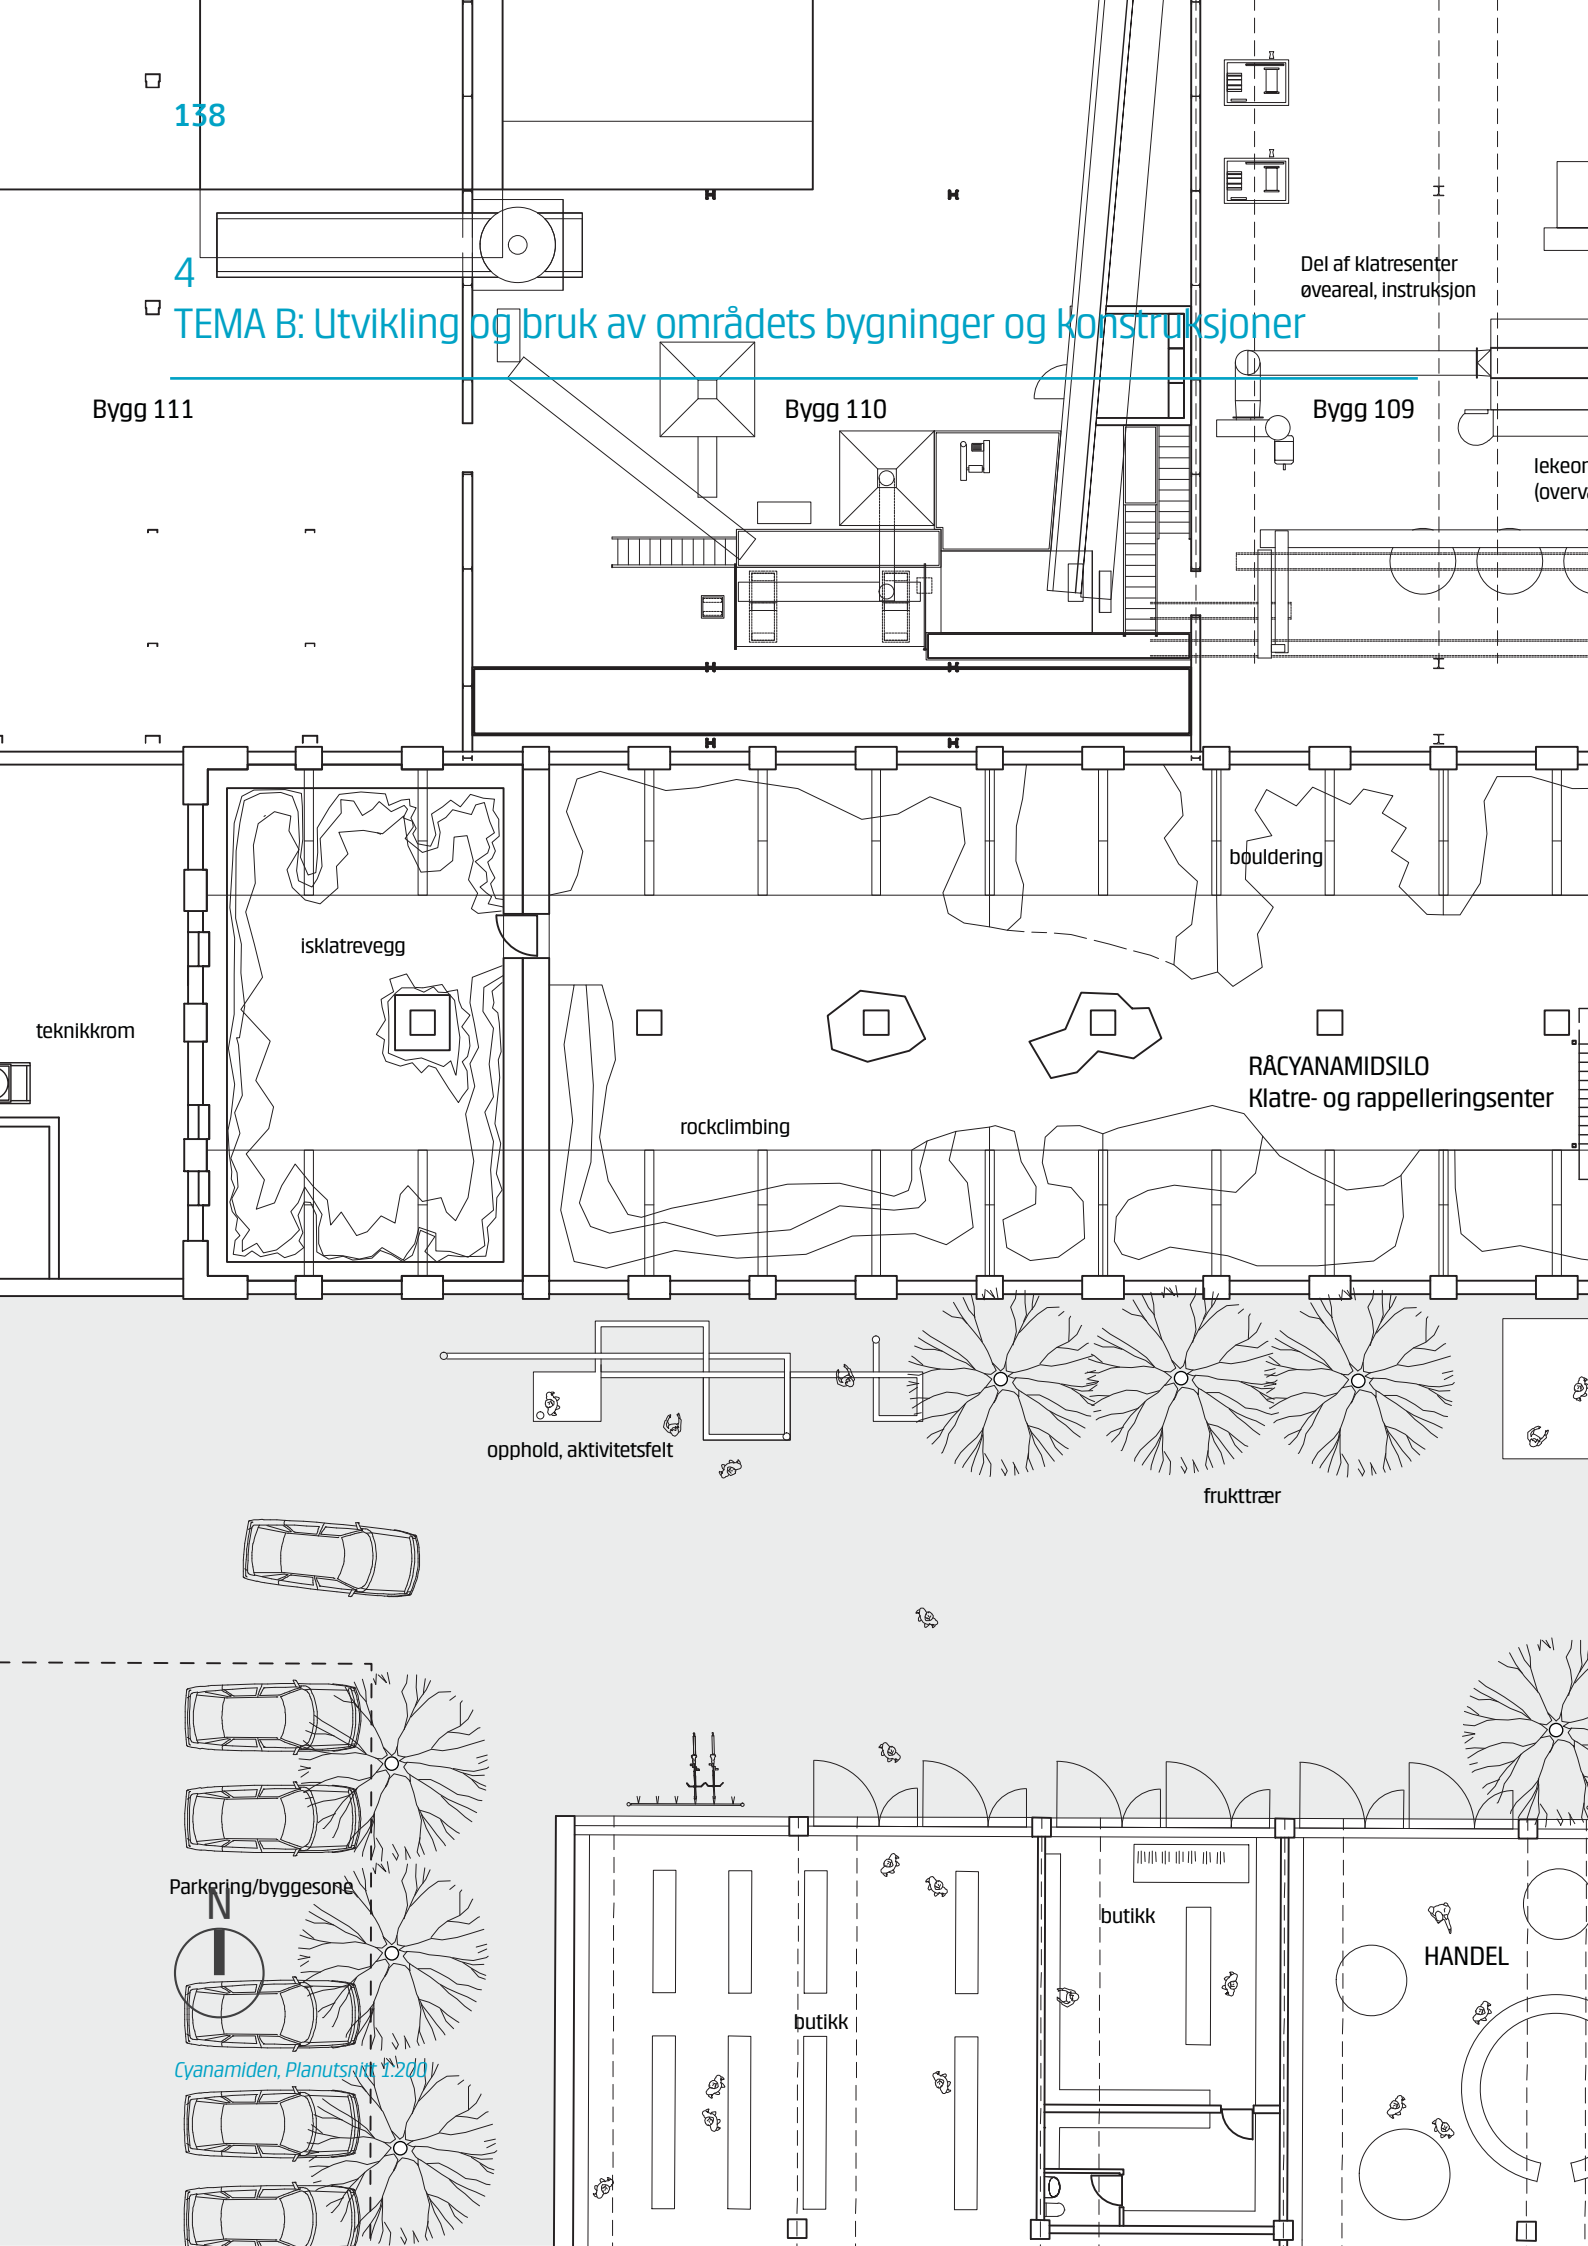 138
Del af klatresenter
øveareal, instruksjon
4
TEMA B: Utvikling og bruk av områdets bygninger og konstruksjoner
Bygg 111
Bygg 110
Bygg 109
bouldering
isklatrevegg
teknikkrom
RÅCYANAMIDSILO
Klatre- og rappelleringsenter
rockclimbing
opphold, aktivitetsfelt
frukttrær
Parkering/byggesone
N
butikk
HANDEL
butikk
Cyanamiden, Planutsnitt 1:200